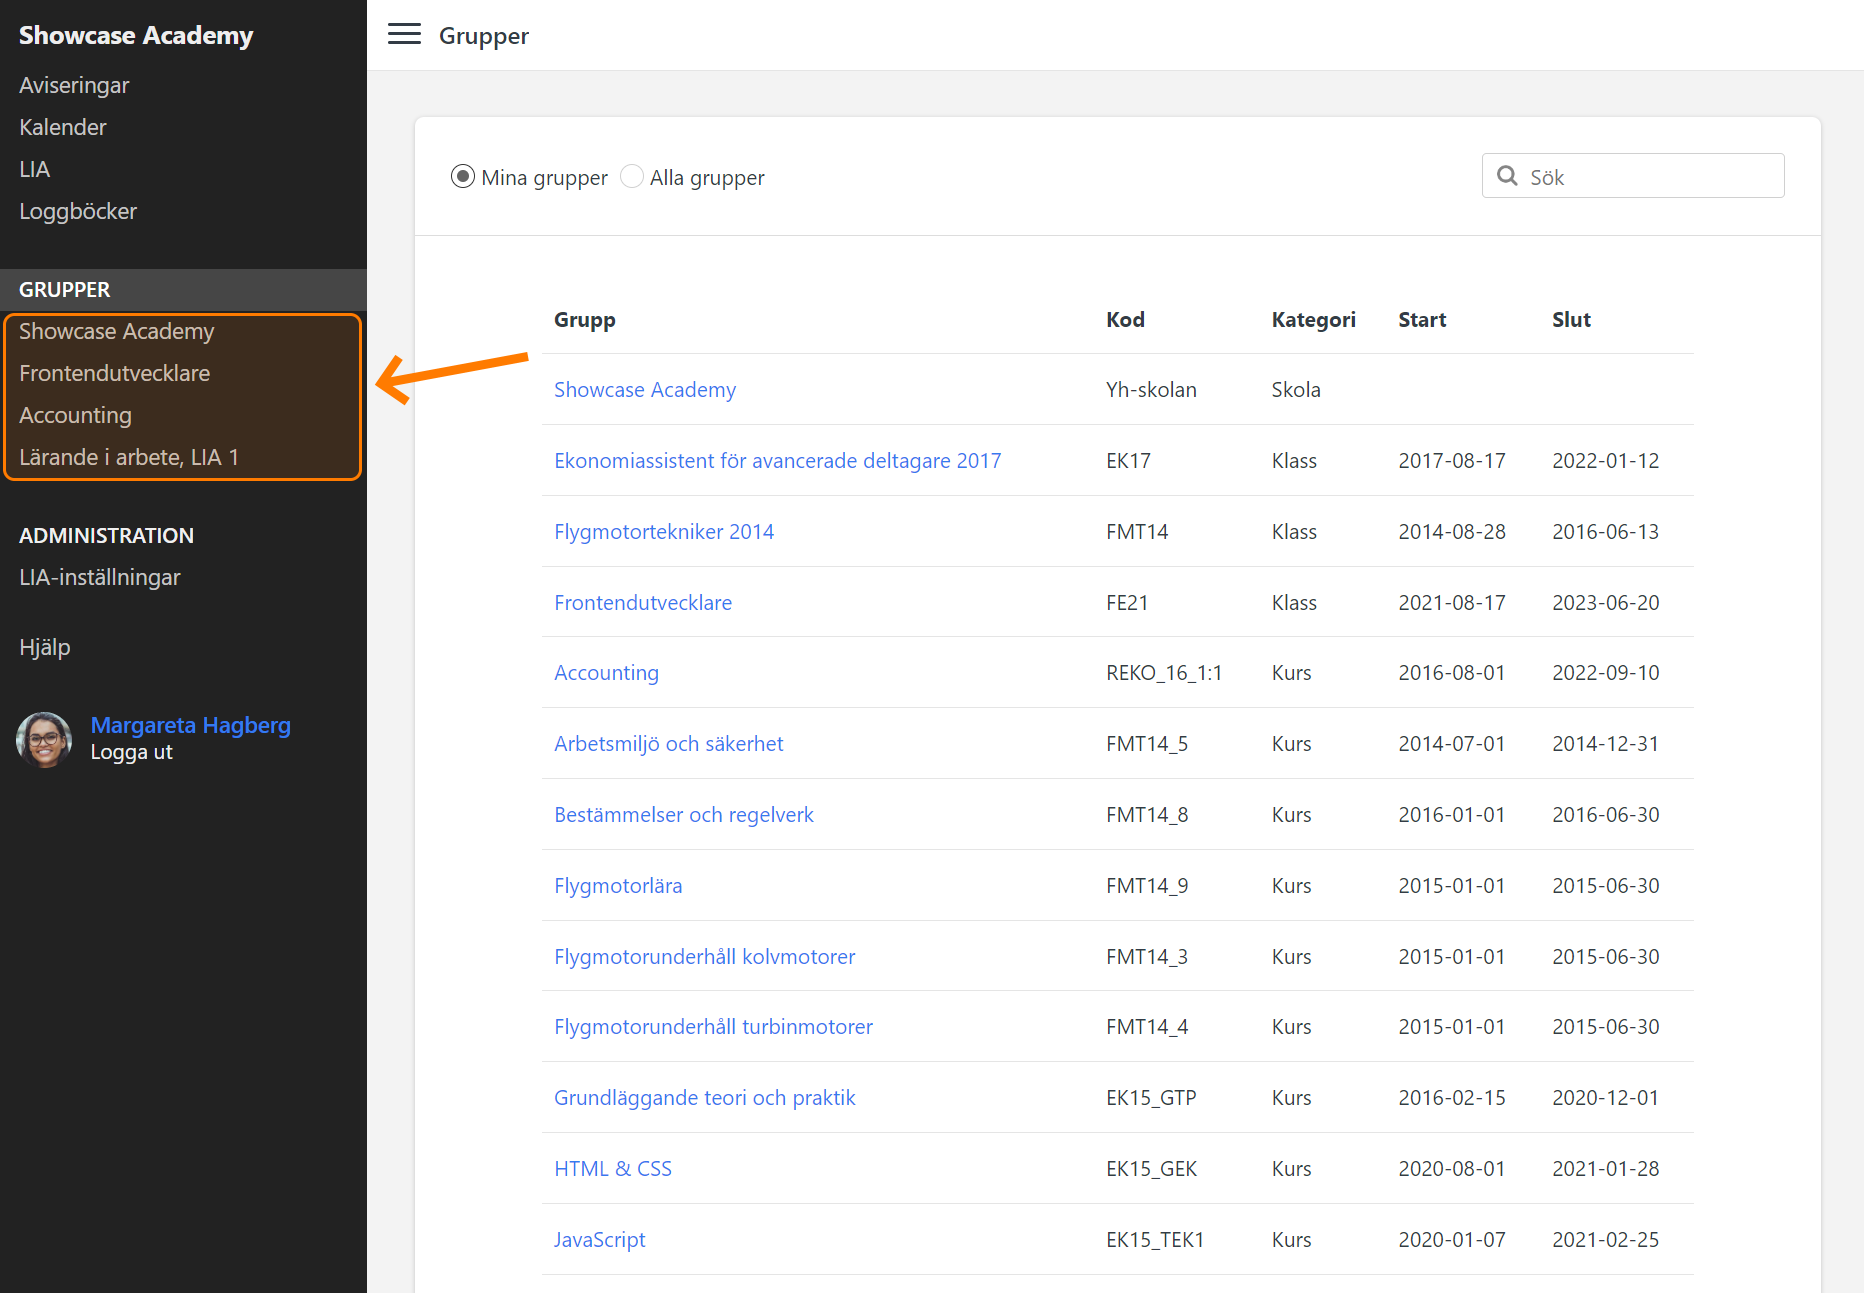 Showcase Academy
Aviseringar
Kalender
LIA
Loggböcker
GRUPPER
Showcase Academy
Frontendutvecklare
Accounting
Lärande i arbete, LIA 1
ADMINISTRATION
LIA-inställningar
Hjälp
Margareta Hagberg
Logga ut
Grupper
Mina grupper Alla grupper Sök
Grupp Kod Kategori Start Slut
Showcase Academy Yh-skolan Skola
Ekonomiassistent för avancerade deltagare 2017 EK17 Klass 2017-08-17 2022-01-12
Flygmotortekniker 2014 FMT14 Klass 2014-08-28 2016-06-13
Frontendutvecklare FE21 Klass 2021-08-17 2023-06-20
Accounting REKO_16_1:1 Kurs 2016-08-01 2022-09-10
Arbetsmiljö och säkerhet FMT14_5 Kurs 2014-07-01 2014-12-31
Bestämmelser och regelverk FMT14_8 Kurs 2016-01-01 2016-06-30
Flygmotorlära FMT14_9 Kurs 2015-01-01 2015-06-30
Flygmotorunderhåll kolvmotorer FMT14_3 Kurs 2015-01-01 2015-06-30
Flygmotorunderhåll turbinmotorer FMT14_4 Kurs 2015-01-01 2015-06-30
Grundläggande teori och praktik EK15_GTP Kurs 2016-02-15 2020-12-01
HTML & CSS EK15_GEK Kurs 2020-08-01 2021-01-28
JavaScript EK15_TEK1 Kurs 2020-01-07 2021-02-25